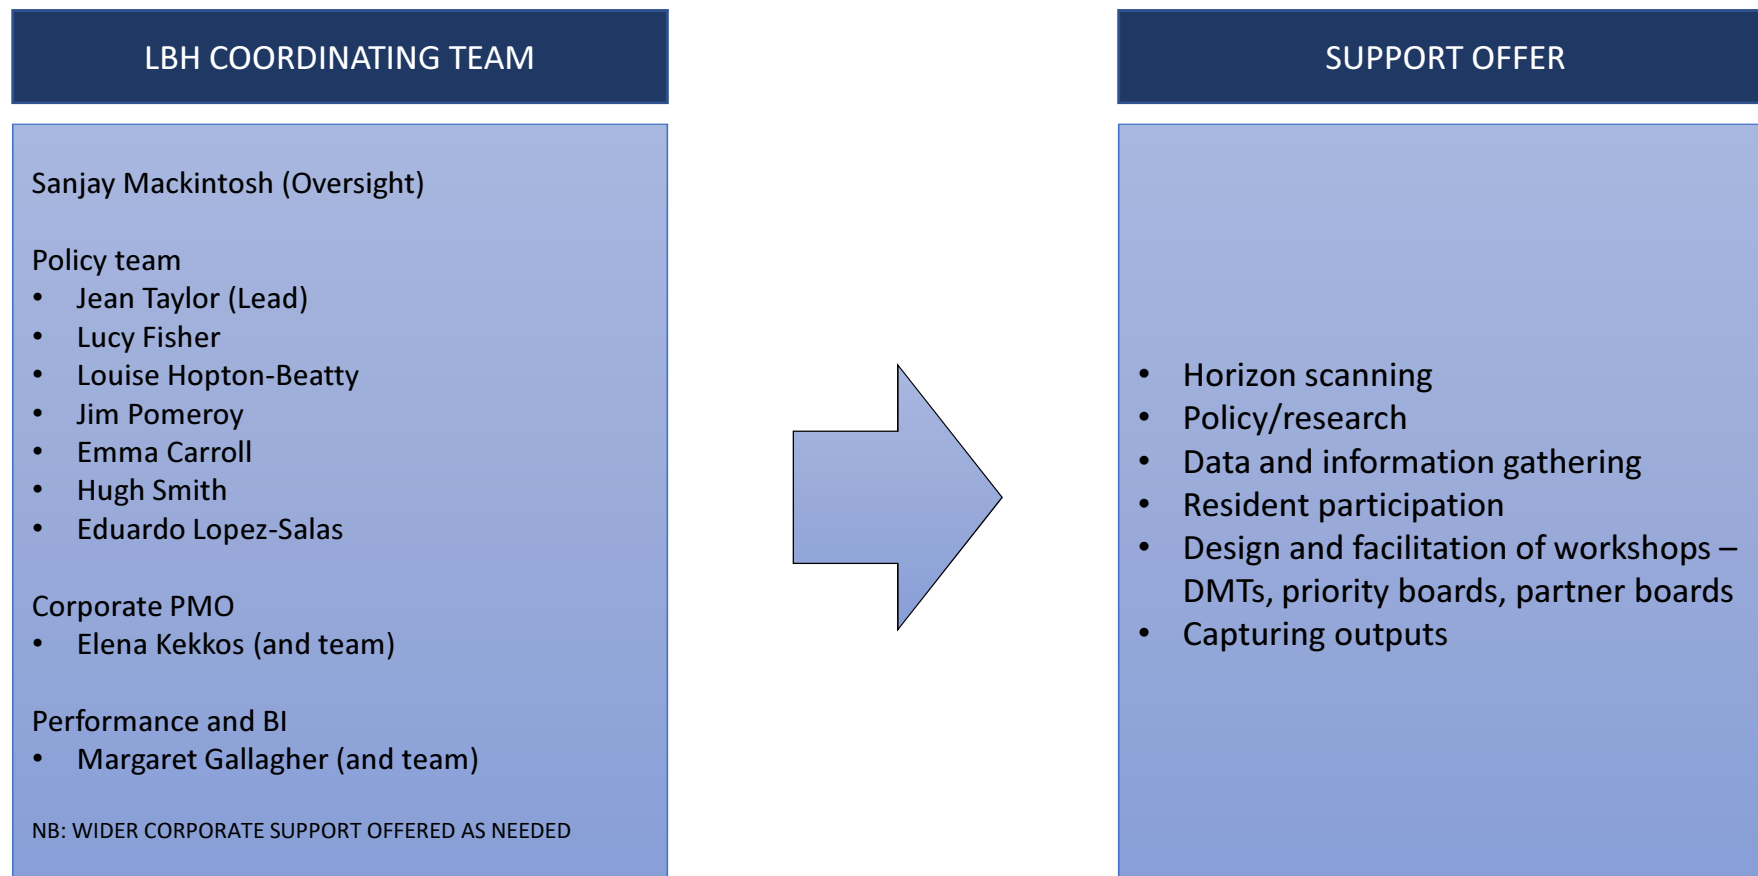 LBH COORDINATING TEAM
Sanjay Mackintosh (Oversight)
Policy team
• Jean Taylor (Lead)
• Lucy Fisher
• Louise Hopton-Beatty
• Jim Pomeroy
• Emma Carroll
• Hugh Smith
• Eduardo Lopez-Salas
Corporate PMO
• Elena Kekkos (and team)
Performance and BI
• Margaret Gallagher (and team)
NB: WIDER CORPORATE SUPPORT OFFERED AS NEEDED
SUPPORT OFFER
• Horizon scanning
• Policy/research
• Data and information gathering
• Resident participation
• Design and facilitation of workshops –
DMTs, priority boards, partner boards
• Capturing outputs